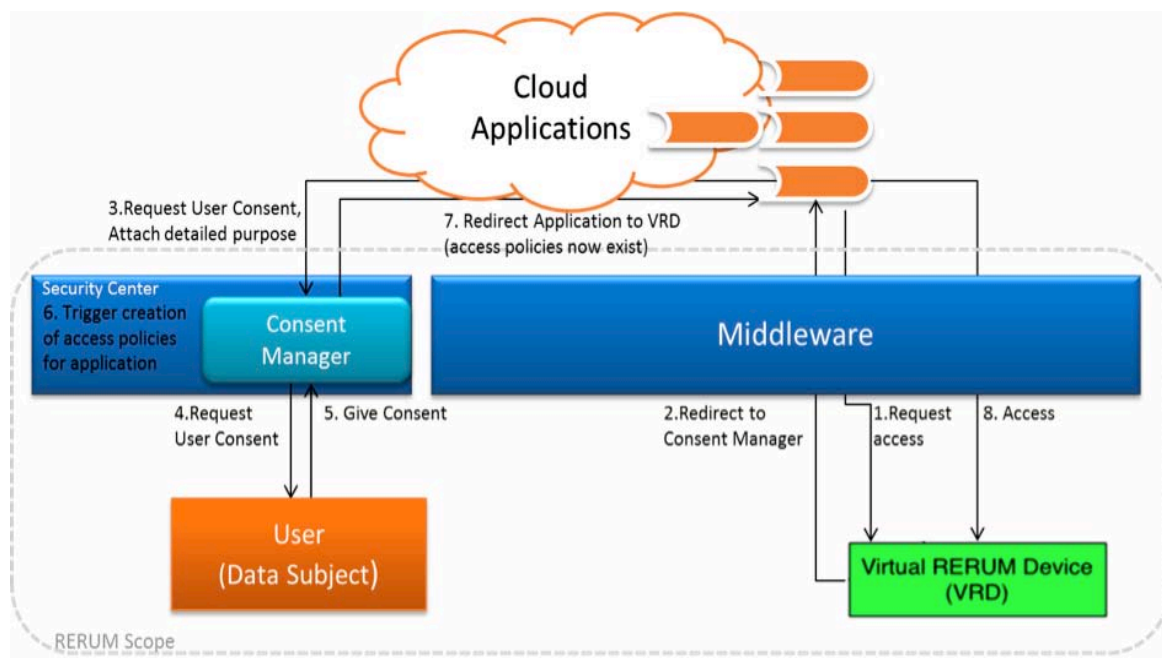 Cloud
Applications
3.Request User Consent,
Attach detailed purpose
7. Redirect Application to VRD
(access policies now exist)
Security Center
6. Trigger creation
of access policies
for application
Consent
Manager
Middleware
4.Request
User Consent
5. Give Consent
2.Redirect to
Consent Manager
1.Request
access
8. Access
User
(Data Subject)
Virtual RERUM Device
(VRD)
RERUM Scope